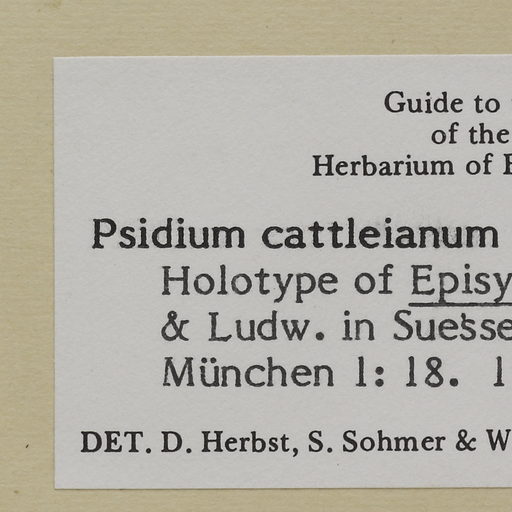 Guide to
of the
Herbarium of
Psidium cattleianum
Holotype of Episy
& Ludw. in Suesse
München 1: 18. 1
DET. D. Herbst, S. Sohmer & W